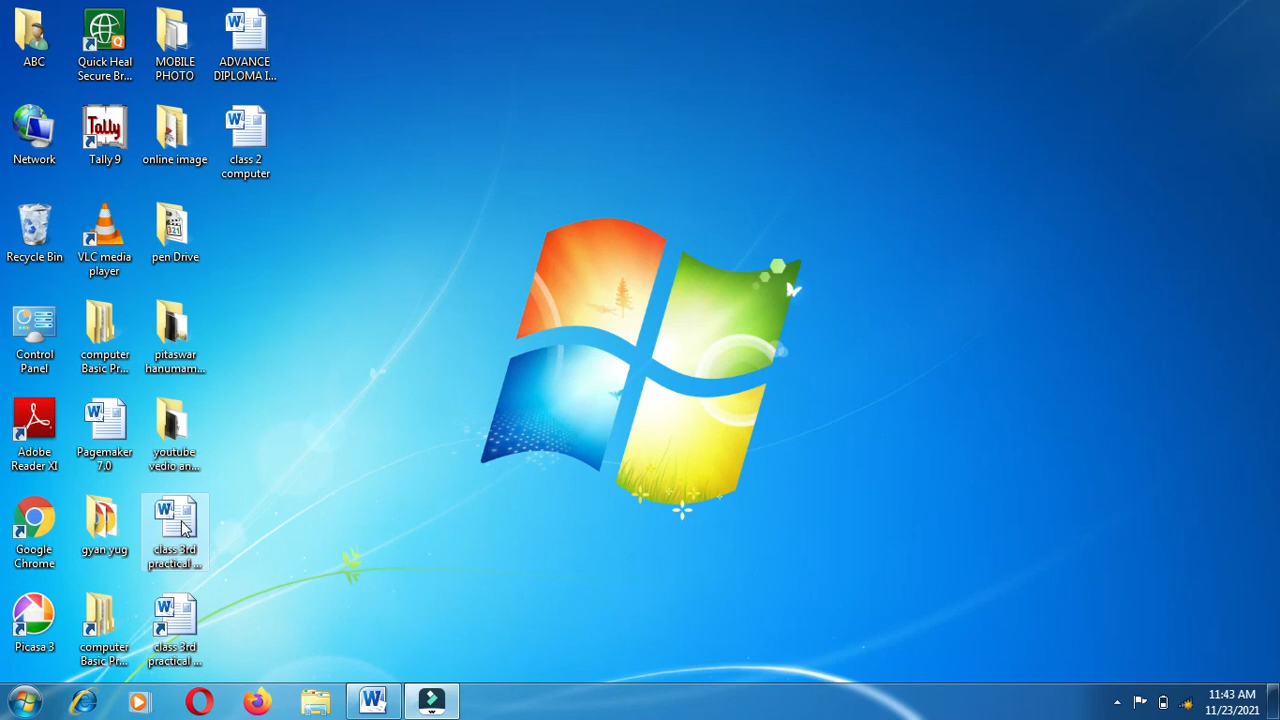 ABC
Quick Heal
Secure Br...
MOBILE
PHOTO
ADVANCE
DIPLOMA I...
Network
Tally
Tally 9
online image
class 2
computer
Recycle Bin
VLC media
player
321
pen Drive
Control
Panel
computer
Basic Pr...
pitaswar
hanumam...
Adobe
Reader XI
Pagemaker
7.0
youtube
vedio an...
Google
Chrome
gyan yug
class 3rd
practical ...
Picasa 3
computer
Basic Pr...
class 3rd
practical ...
11:43 AM
11/23/2021